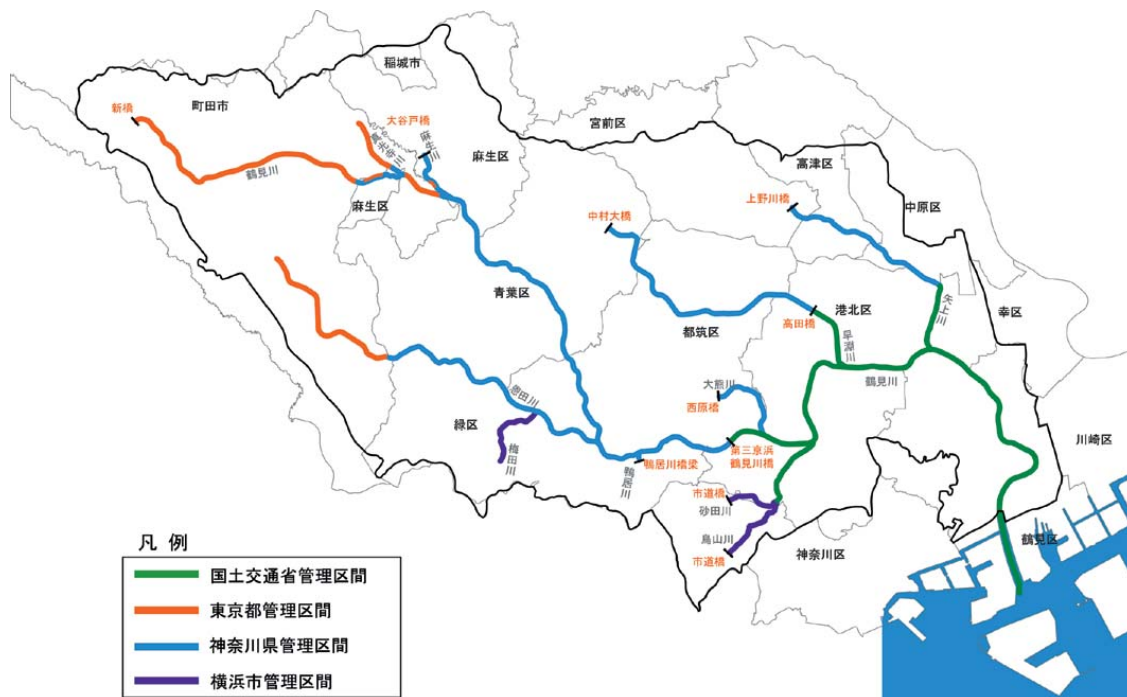 稲城市
町田市
新橋
大谷戸橋
麻生川
真光寺川
宮前区
麻生区
高津区
鶴見川
中原区
麻生区
上野川橋
中村大橋
青葉区
矢上川
港北区
幸区
高田橋
都筑区
早淵川
鶴見川
大熊川
恩田川
西原橋
緑区
川崎区
梅田川
第三京浜
鶴見川橋
鴨居川橋梁
鴨居川
市道橋
砂田川
鶴見区
鳥山川
神奈川区
市道橋
凡 例
国土交通省管理区間
東京都管理区間
神奈川県管理区間
横浜市管理区間